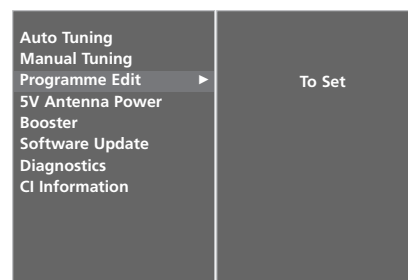 Auto Tuning
Manual Tuning
Programme Edit ►
To Set
5V Antenna Power
Booster
Software Update
Diagnostics
CI Information